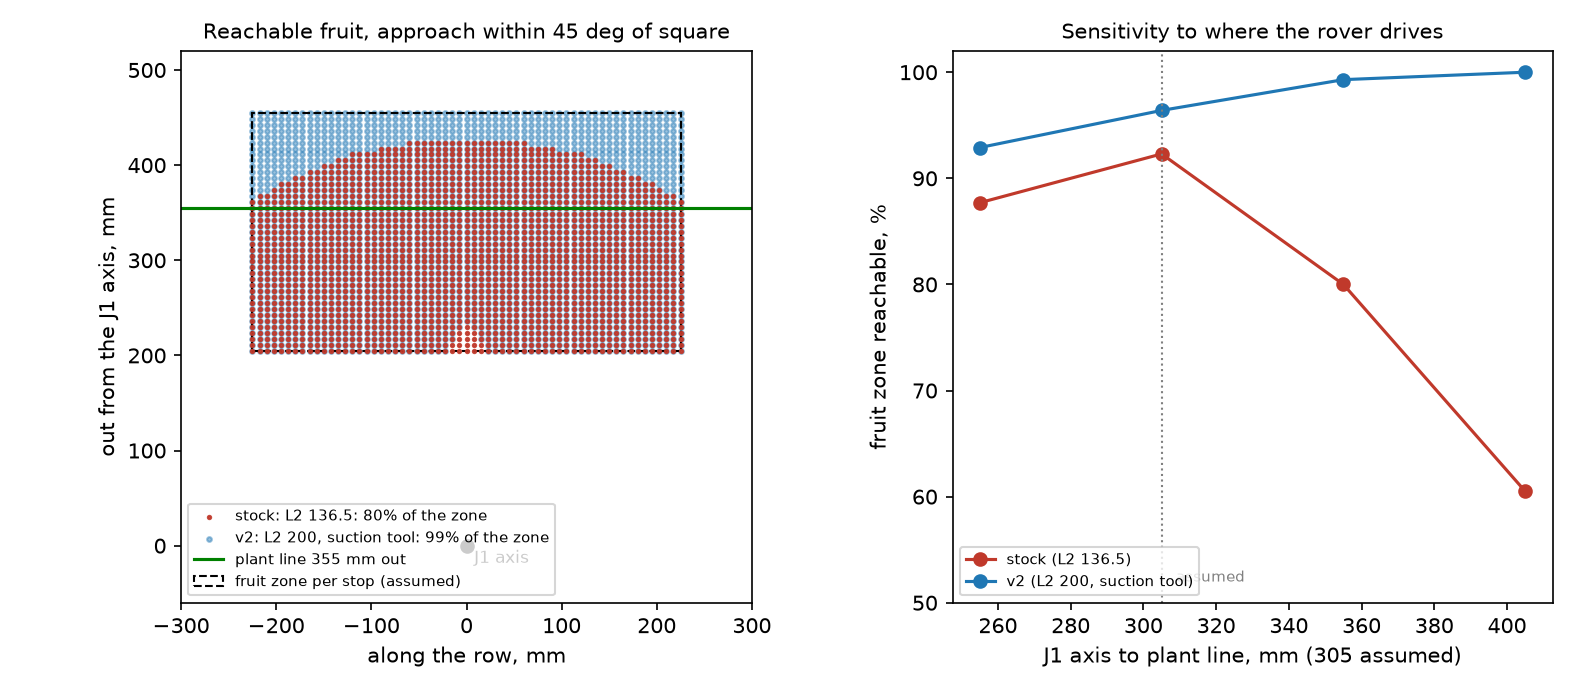 Reachable fruit, approach within 45 deg of square
500
400
300
200
100
0
out from the J1 axis, mm
−300
−200
−100
0
100
200
300
along the row, mm
stock: L2 136.5: 80% of the zone
v2: L2 200, suction tool: 99% of the zone
plant line 355 mm out
fruit zone per stop (assumed)
J1 axis
Sensitivity to where the rover drives
100
90
80
70
60
50
fruit zone reachable, %
260
280
300
320
340
360
380
400
J1 axis to plant line, mm (305 assumed)
stock (L2 136.5)
v2 (L2 200, suction tool)